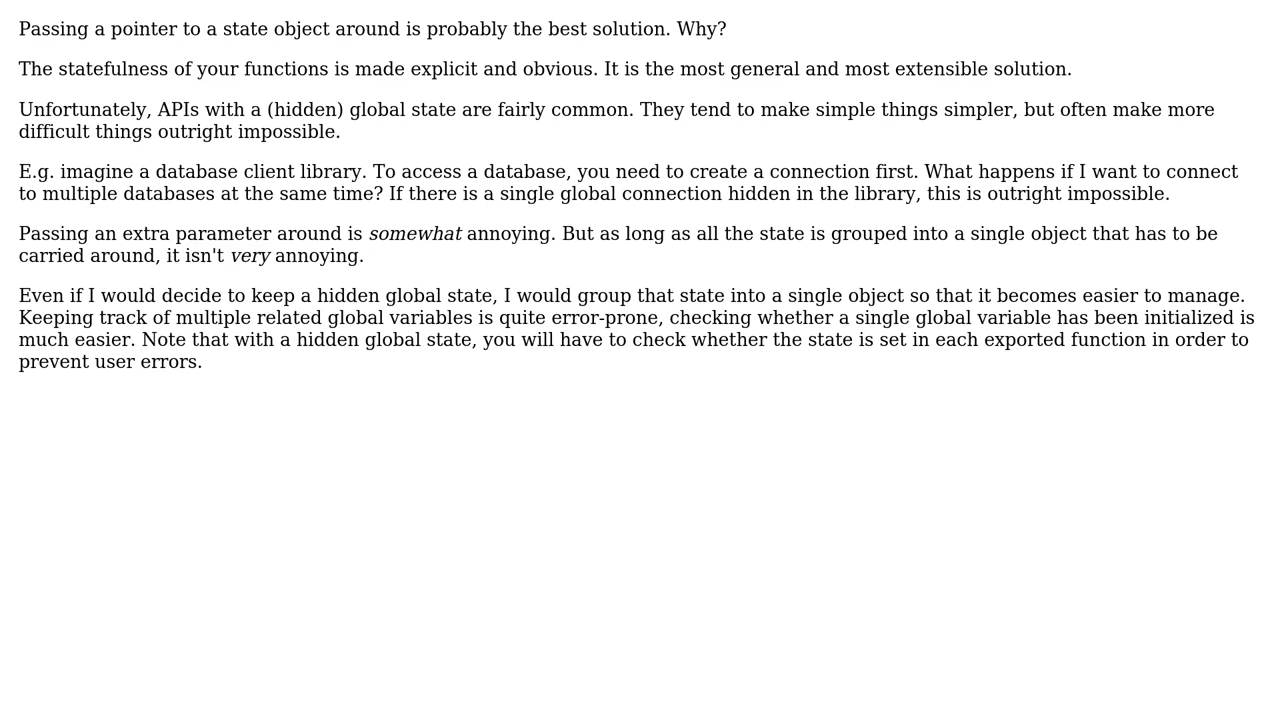 Passing a pointer to a state object around is probably the best solution. Why?
The statefulness of your functions is made explicit and obvious. It is the most general and most extensible solution.
Unfortunately, APIs with a (hidden) global state are fairly common. They tend to make simple things simpler, but often make more
difficult things outright impossible.
E.g. imagine a database client library. To access a database, you need to create a connection first. What happens if I want to connect
to multiple databases at the same time? If there is a single global connection hidden in the library, this is outright impossible.
Passing an extra parameter around is somewhat annoying. But as long as all the state is grouped into a single object that has to be
carried around, it isn't very annoying.
Even if I would decide to keep a hidden global state, I would group that state into a single object so that it becomes easier to manage.
Keeping track of multiple related global variables is quite error-prone, checking whether a single global variable has been initialized is
much easier. Note that with a hidden global state, you will have to check whether the state is set in each exported function in order to
prevent user errors.